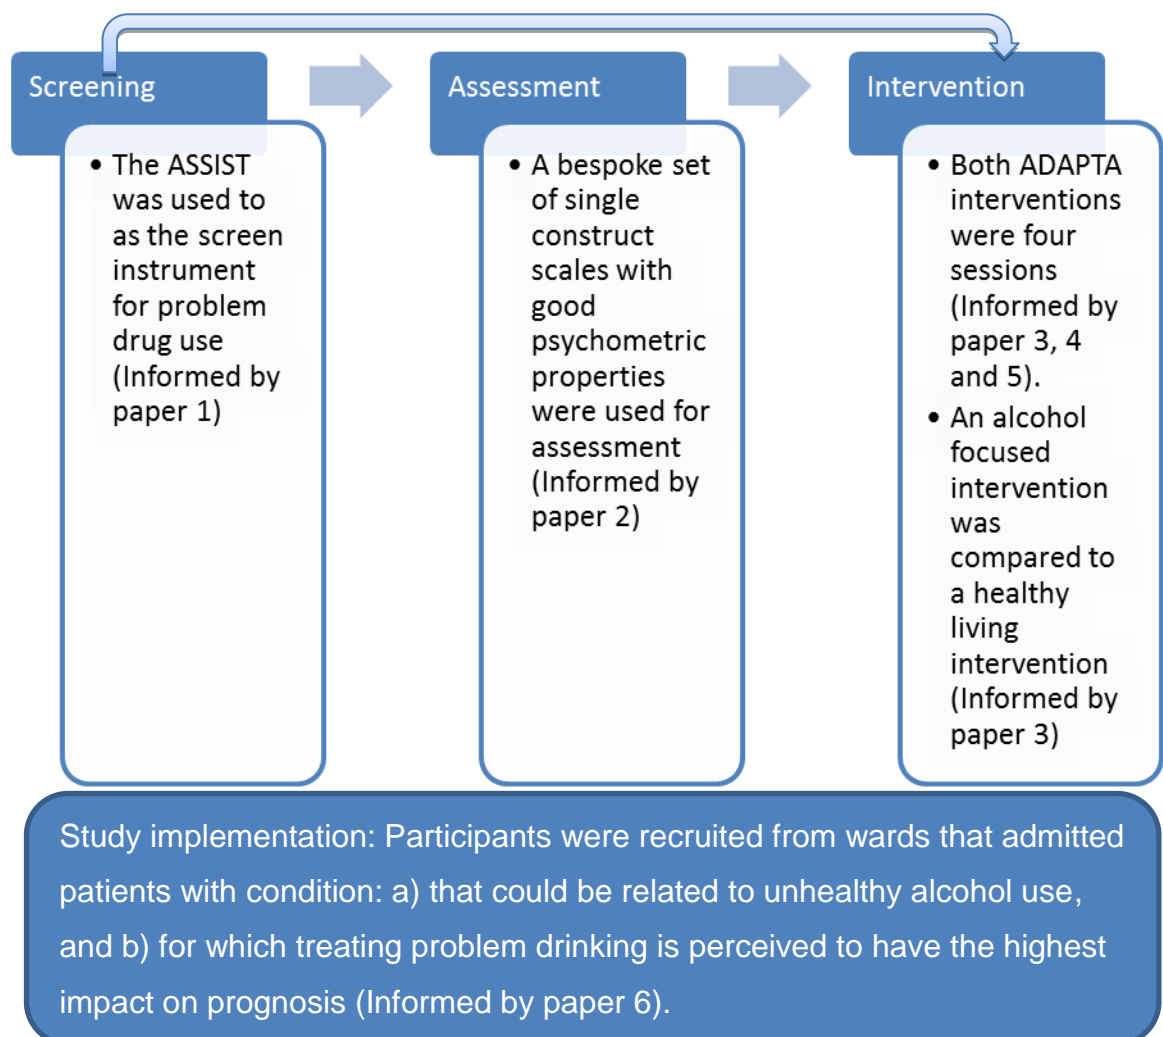 Screening
• The ASSIST
was used to
as the screen
instrument
for problem
drug use
(Informed by
paper 1)
Assessment
• A bespoke set
of single
construct
scales with
good
psychometric
properties
were used for
assessment
(Informed by
paper 2)
Intervention
• Both ADAPTA
interventions
were four
sessions
(Informed by
paper 3, 4
and 5).
• An alcohol
focused
intervention
was
compared to
a healthy
living
intervention
(Informed by
paper 3)
Study implementation: Participants were recruited from wards that admitted
patients with condition: a) that could be related to unhealthy alcohol use,
and b) for which treating problem drinking is perceived to have the highest
impact on prognosis (Informed by paper 6).